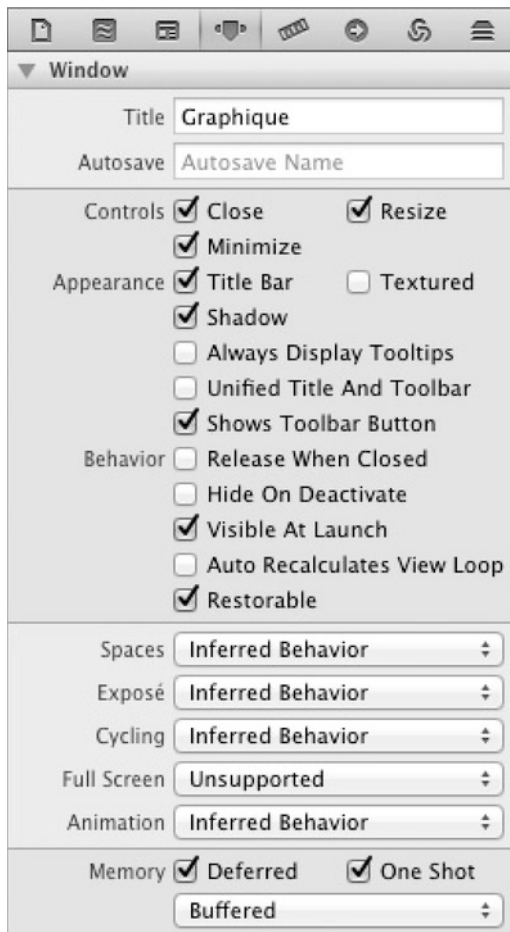 Window
Title Graphique
Autosave Autosave Name
Controls Close Resize
Minimize
Appearance Title Bar Textured
Shadow
Always Display Tooltips
Unified Title And Toolbar
Shows Toolbar Button
Behavior Release When Closed
Hide On Deactivate
Visible At Launch
Auto Recalculates View Loop
Restorable
Spaces Inferred Behavior
Exposé Inferred Behavior
Cycling Inferred Behavior
Full Screen Unsupported
Animation Inferred Behavior
Memory Deferred One Shot
Buffered